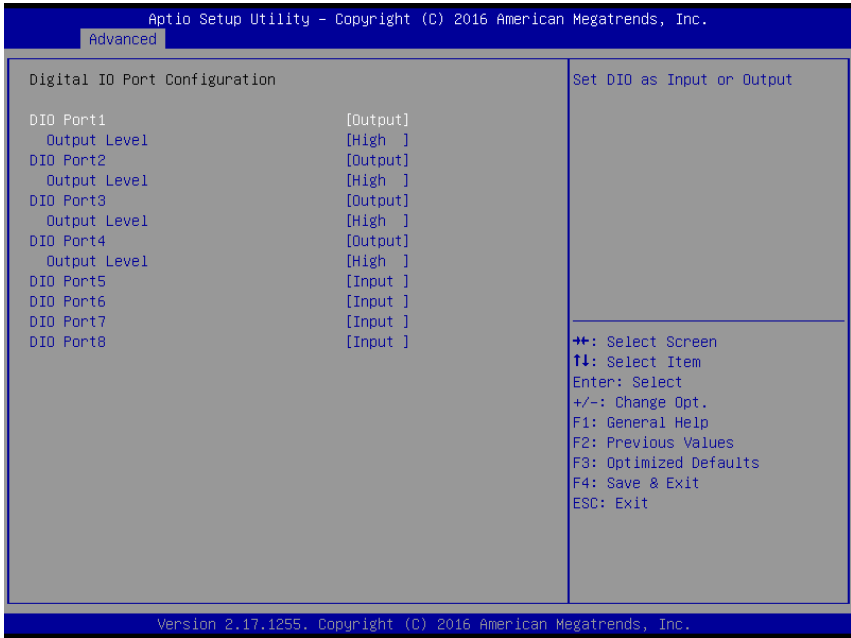 Aptio Setup Utility – Copyright (C) 2016 American Megatrends, Inc.
Advanced
Digital IO Port Configuration
DIO Port1 [Output]
Output Level [High ]
DIO Port2 [Output]
Output Level [High ]
DIO Port3 [Output]
Output Level [High ]
DIO Port4 [Output]
Output Level [High ]
DIO Port5 [Input ]
DIO Port6 [Input ]
DIO Port7 [Input ]
DIO Port8 [Input ]
Set DIO as Input or Output
→←: Select Screen
↑↓: Select Item
Enter: Select
+/-: Change Opt.
F1: General Help
F2: Previous Values
F3: Optimized Defaults
F4: Save & Exit
ESC: Exit
Version 2.17.1255. Copyright (C) 2016 American Megatrends, Inc.